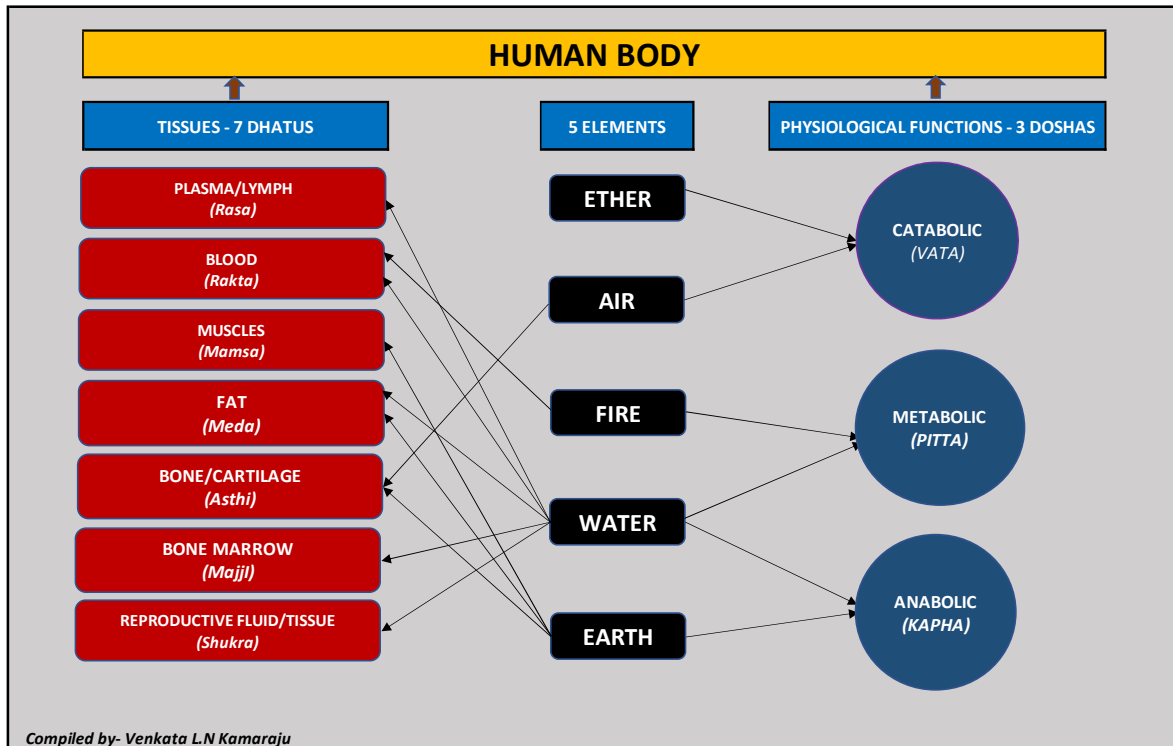 HUMAN BODY
TISSUES - 7 DHATUS
5 ELEMENTS
PHYSIOLOGICAL FUNCTIONS - 3 DOSHAS
PLASMA/LYMPH
(Rasa)
BLOOD
(Rakta)
MUSCLES
(Mamsa)
FAT
(Meda)
BONE/CARTILAGE
(Asthi)
BONE MARROW
(MajjI)
REPRODUCTIVE FLUID/TISSUE
(Shukra)
ETHER
AIR
FIRE
WATER
EARTH
CATABOLIC
(VATA)
METABOLIC
(PITTA)
ANABOLIC
(KAPHA)
Compiled by- Venkata L.N Kamaraju